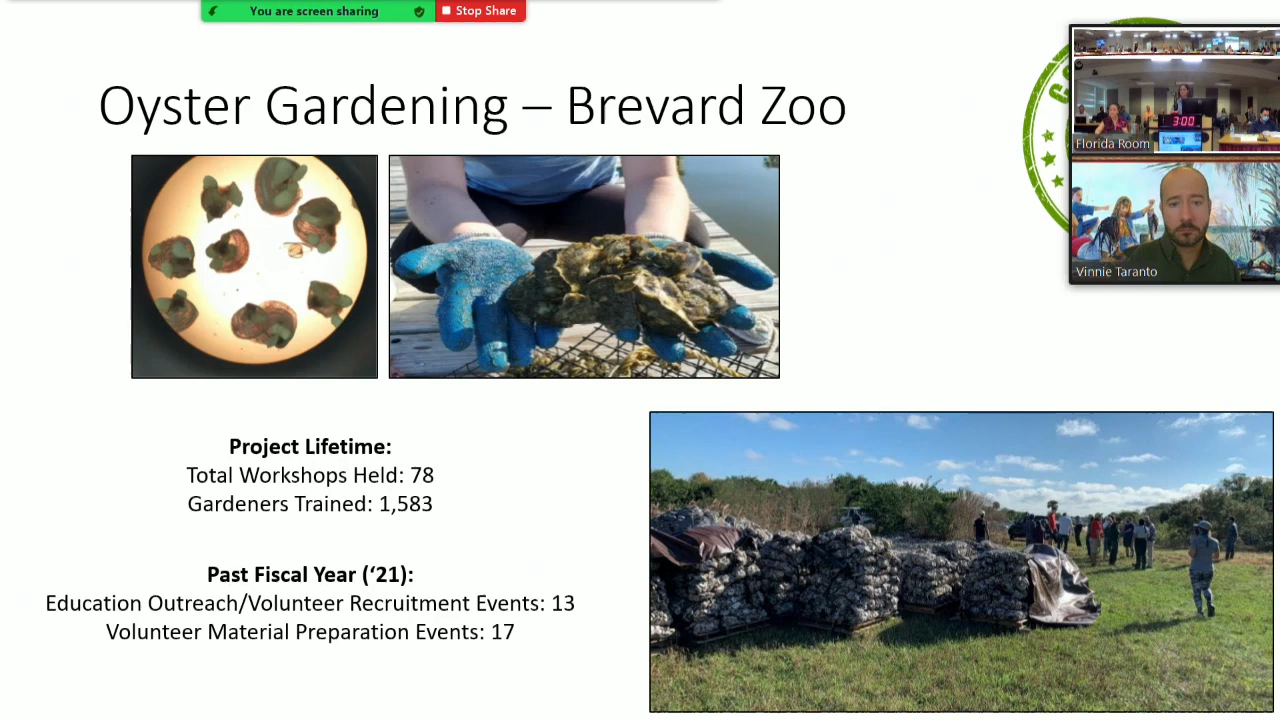 You are screen sharing
Stop Share
Oyster Gardening – Brevard Zoo
3:00
Florida Room
Vinnie Taranto
Project Lifetime:
Total Workshops Held: 78
Gardeners Trained: 1,583
Past Fiscal Year (‘21):
Education Outreach/Volunteer Recruitment Events: 13
Volunteer Material Preparation Events: 17